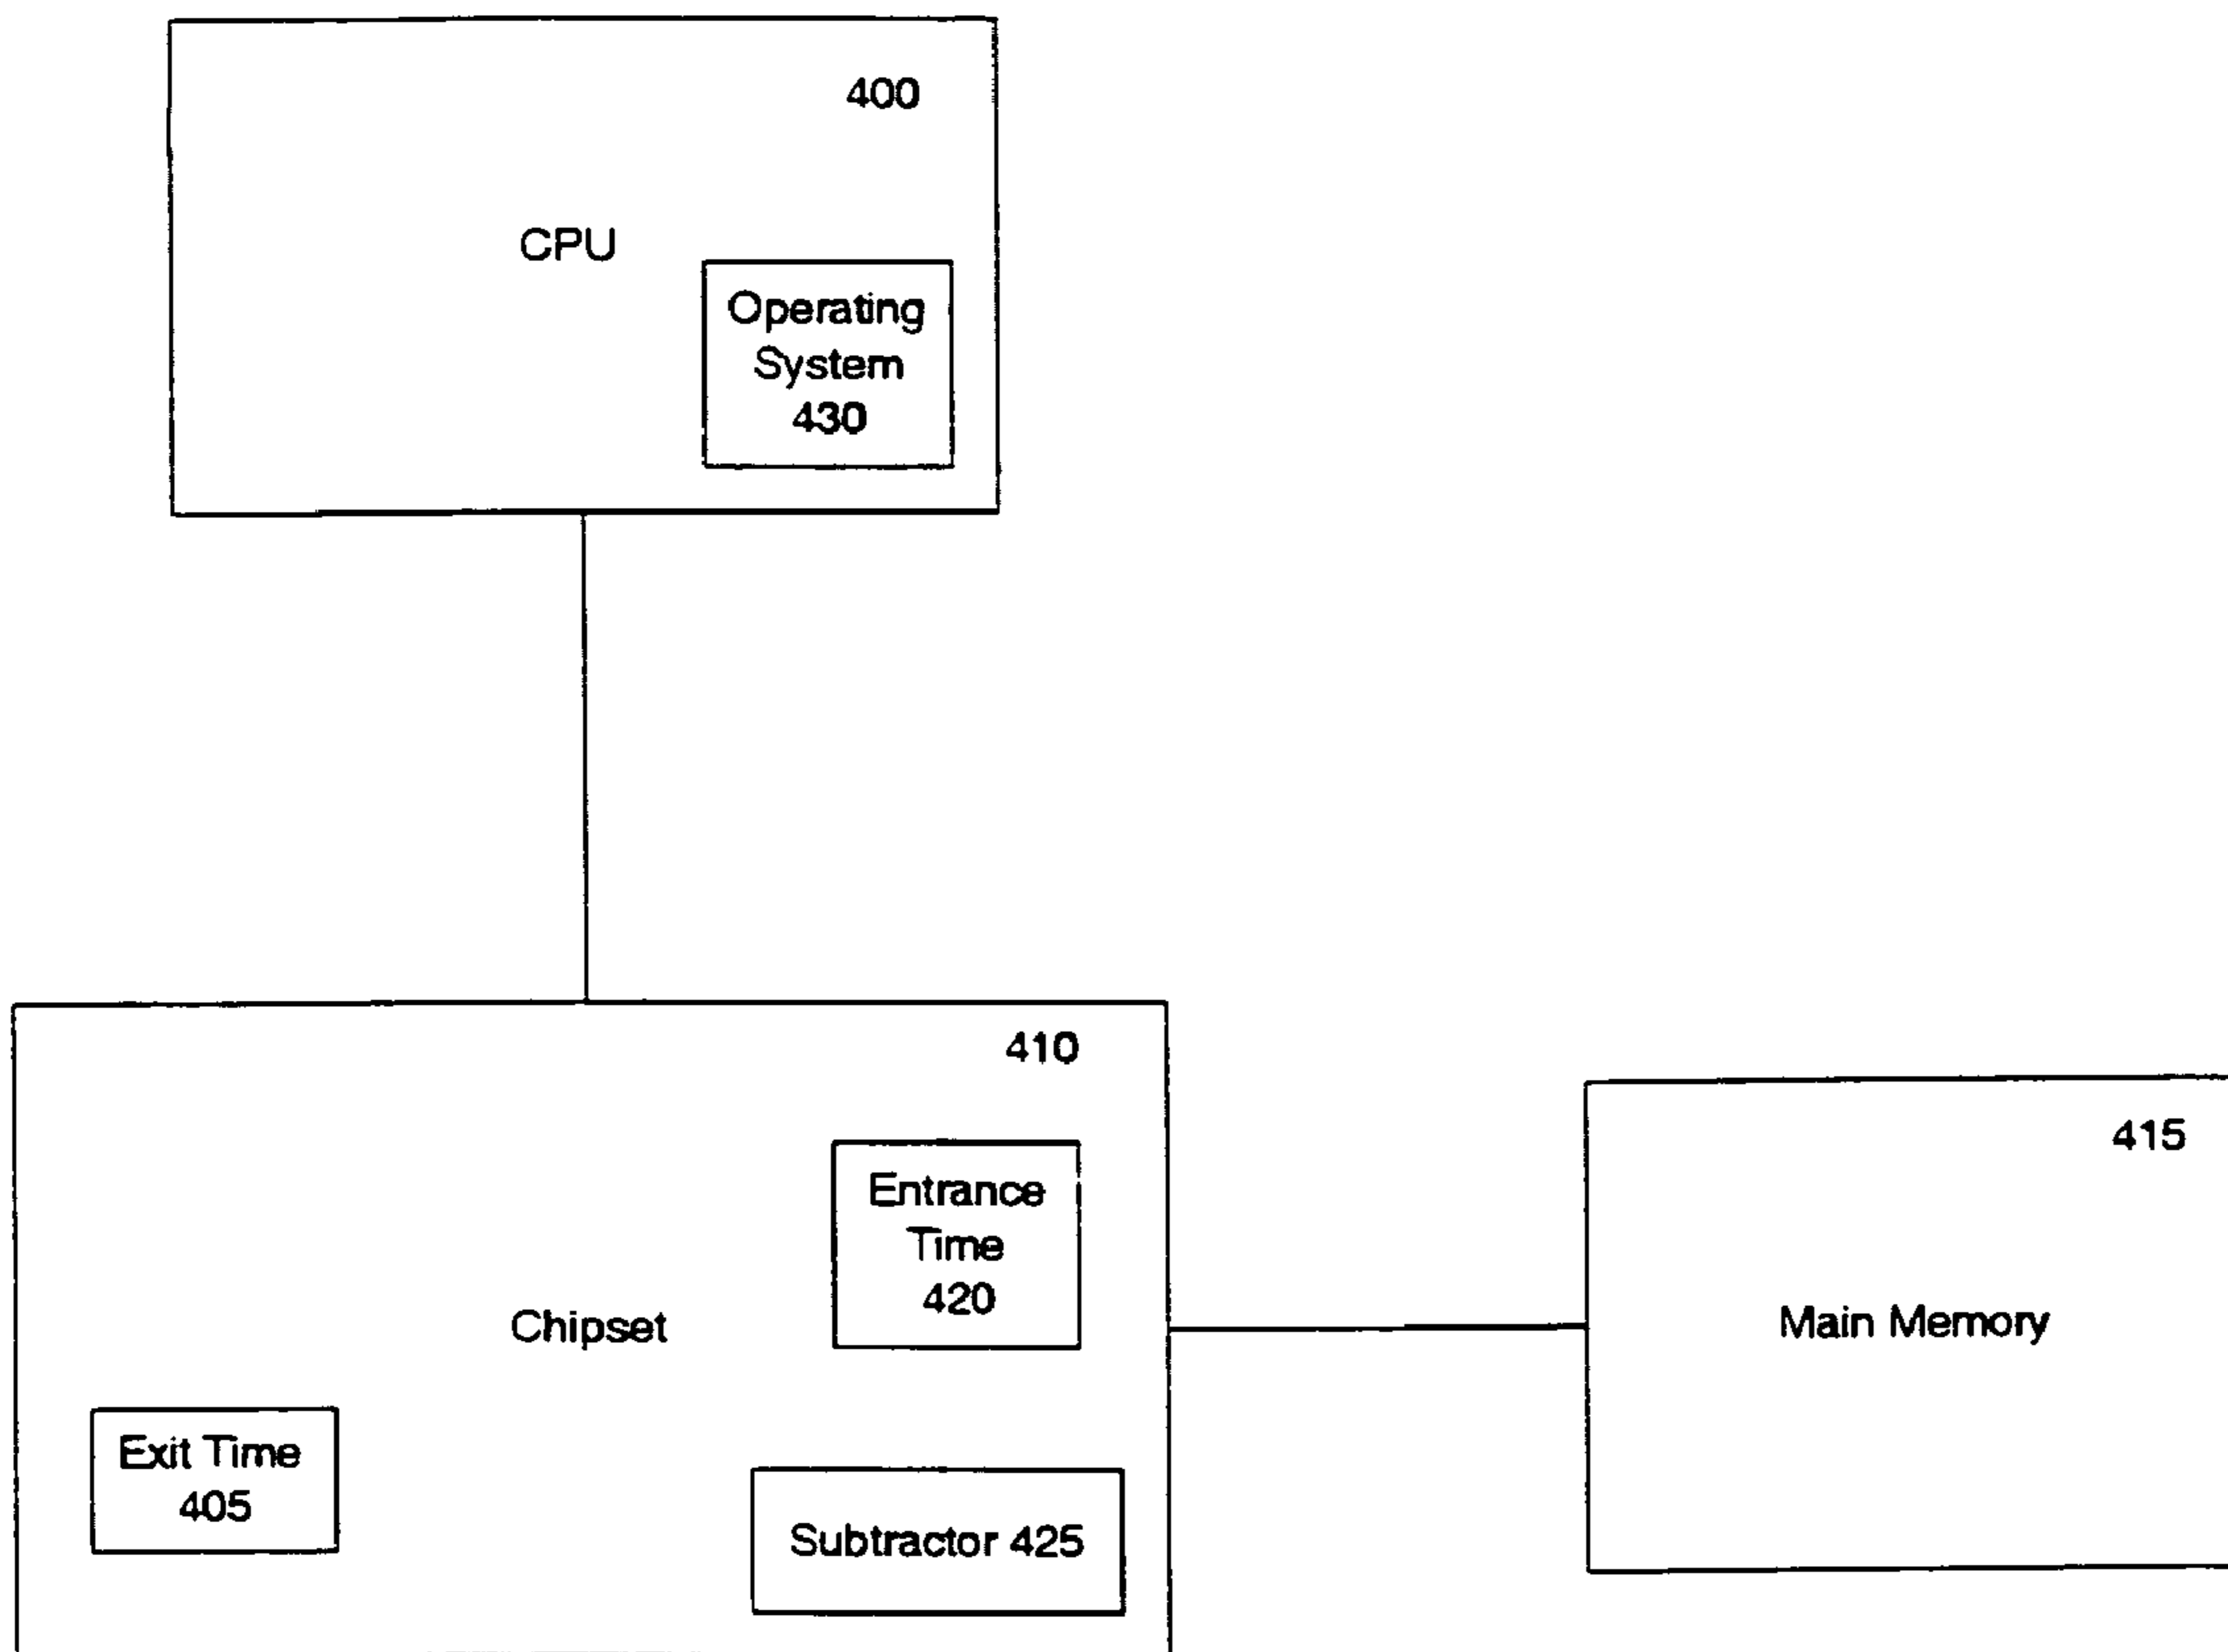 400
CPU
Operating
System
430
410
Entrance
Time
420
Chipset
Exit Time
405
Subtractor 425
415
Main Memory